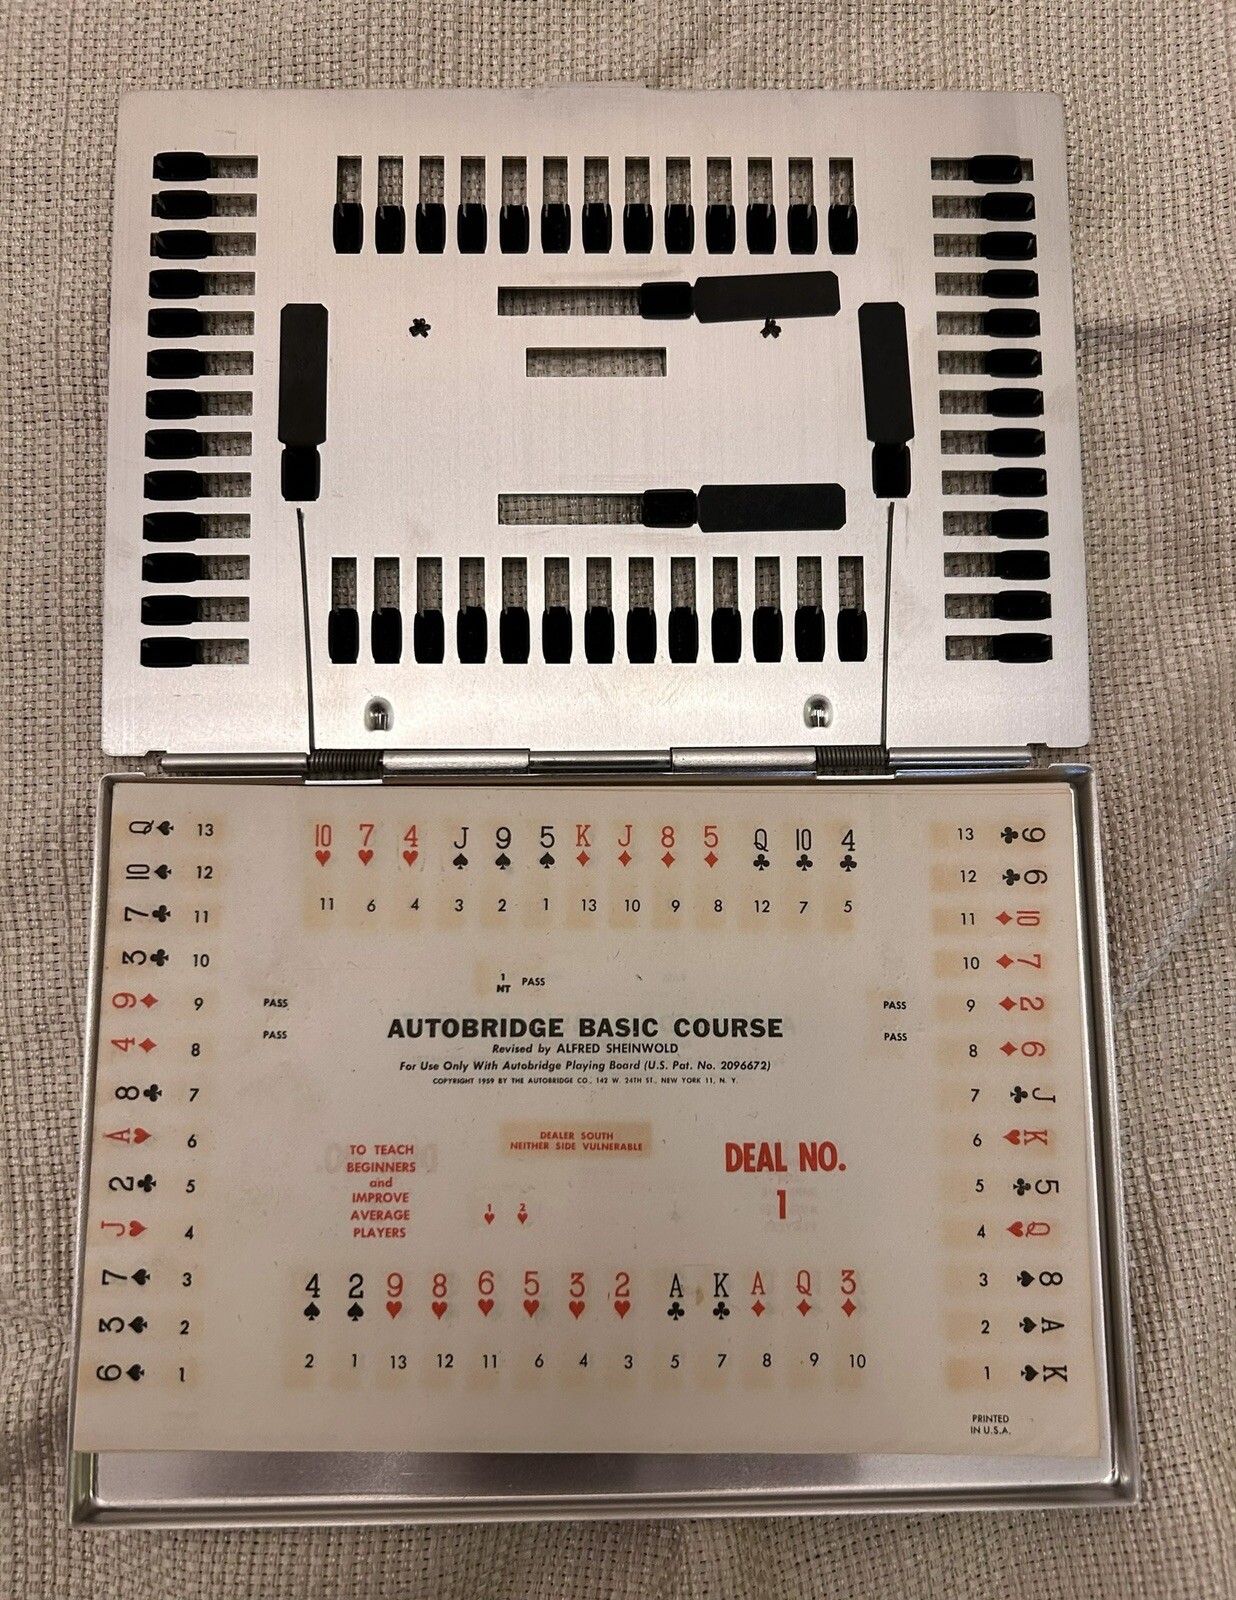 10♥ 7♥ 4♥ J♠ 9♠ 5♠ K♦ J♦ 8♦ 5♦ Q♣ 10♣ 4♣
11 6 4 3 2 1 13 10 9 8 12 7 5
Q♠ 13
10♠ 12
7♣ 11
3♣ 10
9♦ 9
4♦ 8
8♣ 7
A♥ 6
2♣ 5
J♥ 4
7♠ 3
3♠ 2
6♠ 1
13 9♣
12 6♣
11 10♦
10 7♦
9 2♦
8 6♦
7 J♣
6 K♥
5 5♣
4 Q♥
3 8♠
2 A♠
1 K♠
1 NT PASS
PASS
PASS
PASS
PASS
AUTOBRIDGE BASIC COURSE
Revised by ALFRED SHEINWOLD
For Use Only With Autobridge Playing Board (U.S. Pat. No. 2096672)
COPYRIGHT 1959 BY THE AUTOBRIDGE CO., 142 W. 24TH ST., NEW YORK 11, N. Y.
DEALER SOUTH
NEITHER SIDE VULNERABLE
TO TEACH
BEGINNERS
and
IMPROVE
AVERAGE
PLAYERS
DEAL NO.
1
1♥ 2♥
4♠ 2♠ 9♥ 8♥ 6♥ 5♥ 3♥ 2♥ A♣ K♣ A♦ Q♦ 3♦
2 1 13 12 11 6 4 3 5 7 8 9 10
PRINTED
IN U.S.A.